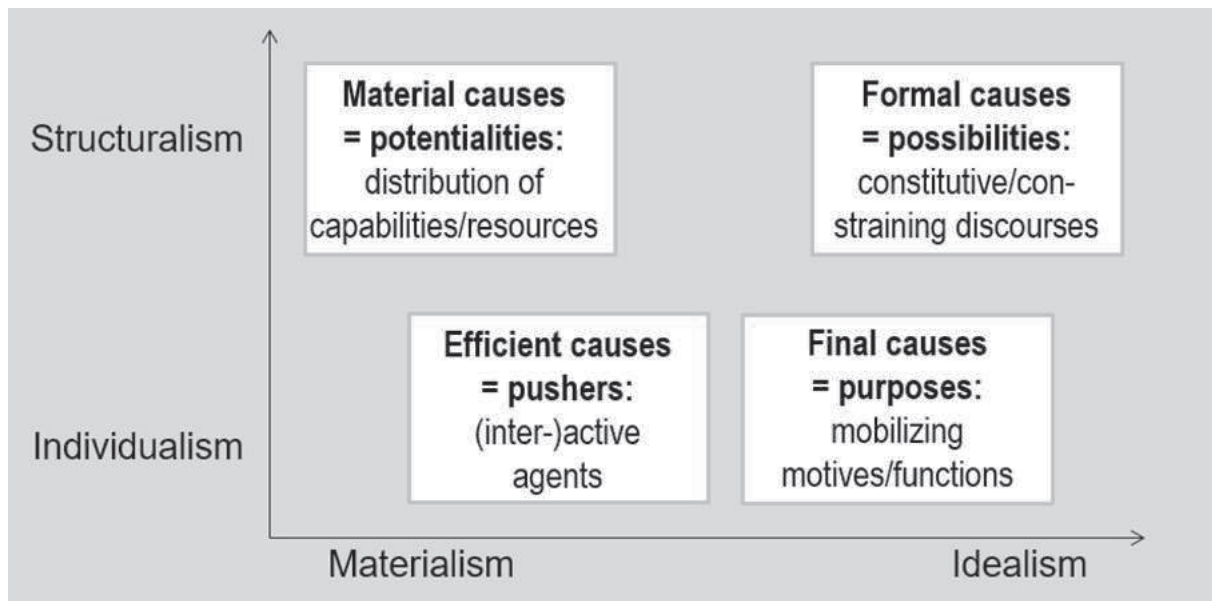 Structuralism
Material causes
= potentialities:
distribution of
capabilities/resources
Formal causes
= possibilities:
constitutive/con-
straining discourses
Individualism
Efficient causes
= pushers:
(inter-)active
agents
Final causes
= purposes:
mobilizing
motives/functions
Materialism
Idealism